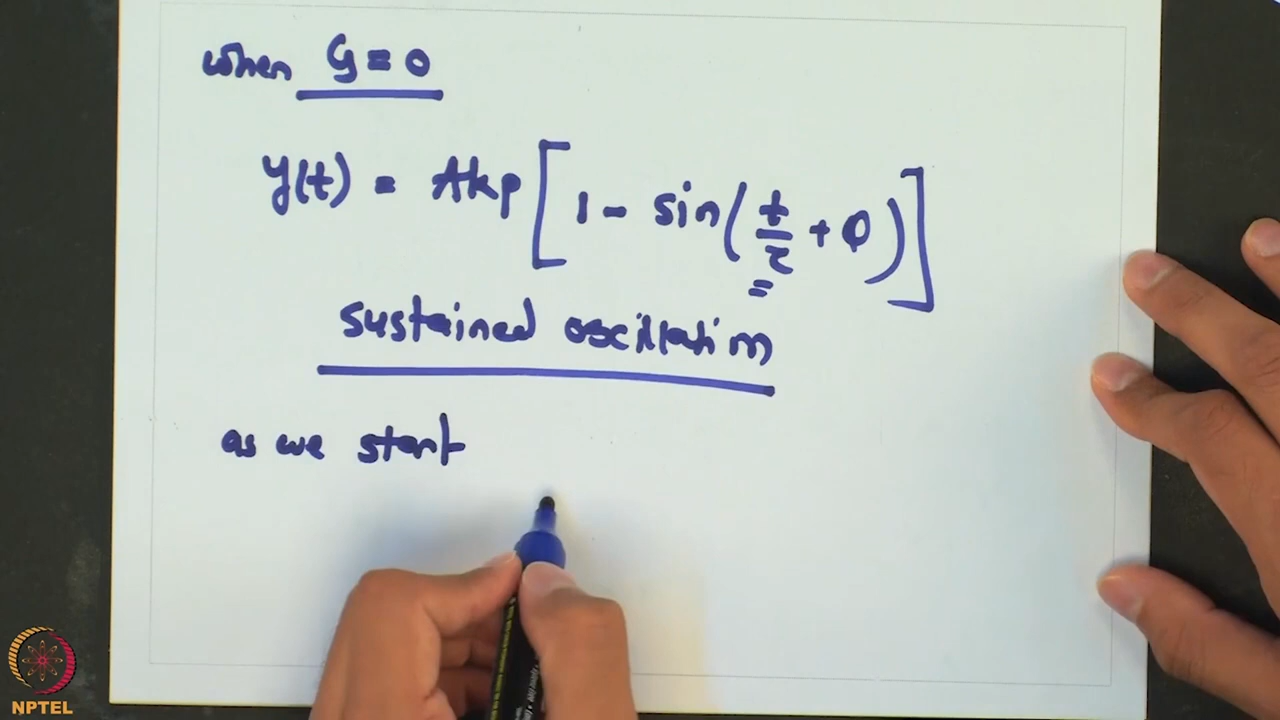 when ζ = 0
y(t) = Akp [ 1 - sin( t/τ + φ ) ]
sustained oscillation
as we start
NPTEL